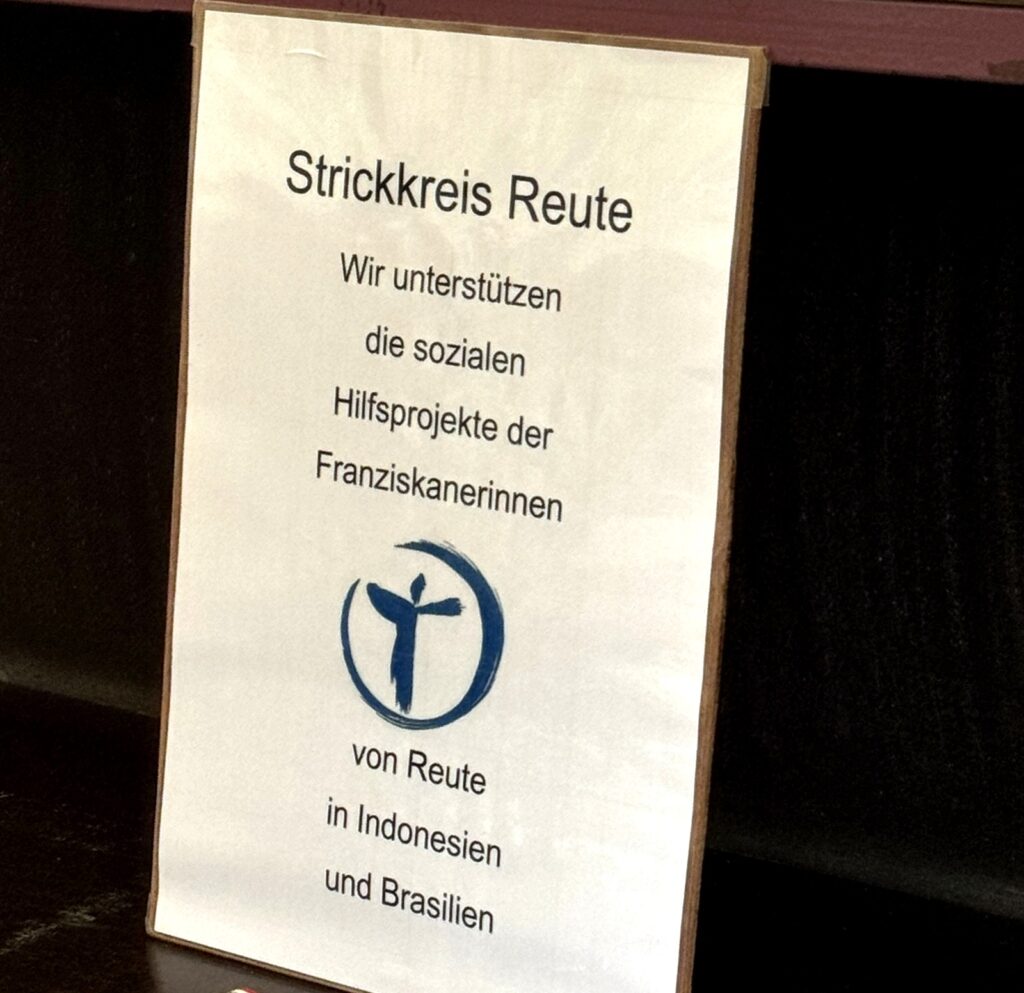 Strickkreis Reute
Wir unterstützen
die sozialen
Hilfsprojekte der
Franziskanerinnen
von Reute
in Indonesien
und Brasilien